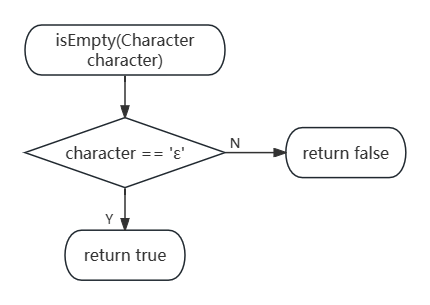 isEmpty(Character
character)
character == 'ε'
N
return false
Y
return true